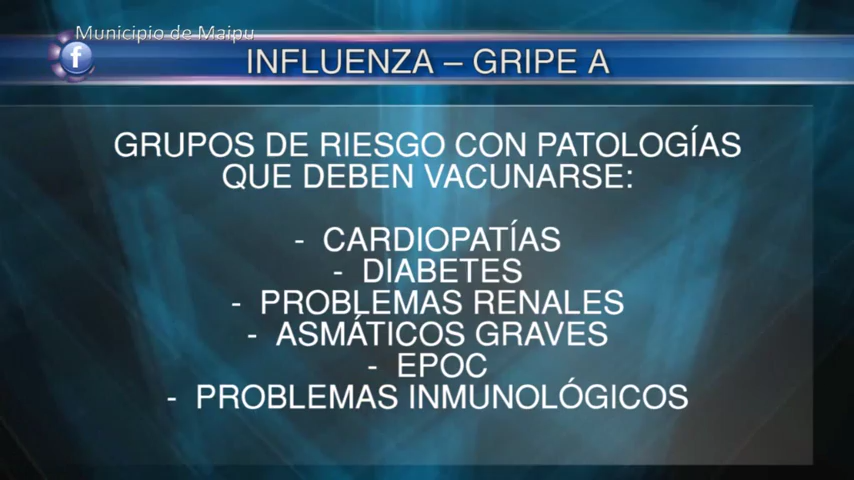 Municipio de Maipu
f
INFLUENZA – GRIPE A
GRUPOS DE RIESGO CON PATOLOGÍAS
QUE DEBEN VACUNARSE:
- CARDIOPATÍAS
- DIABETES
- PROBLEMAS RENALES
- ASMÁTICOS GRAVES
- EPOC
- PROBLEMAS INMUNOLÓGICOS